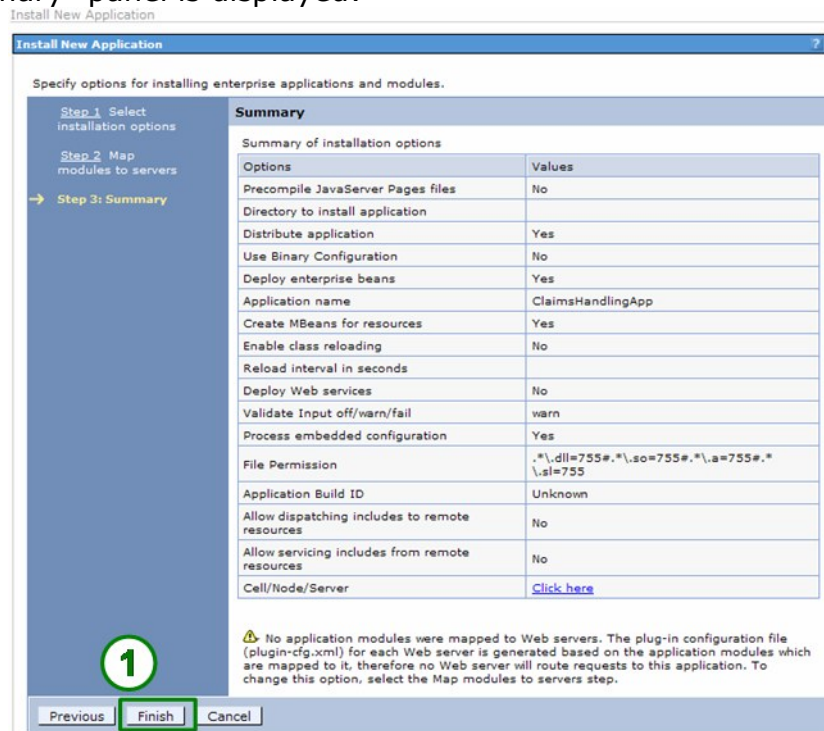 nary" panel is displayed.
Install New Application
Install New Application ?
Specify options for installing enterprise applications and modules.
Step 1 Select
installation options
Step 2 Map
modules to servers
Step 3: Summary
Summary
Summary of installation options
Options Values
Precompile JavaServer Pages files No
Directory to install application
Distribute application Yes
Use Binary Configuration No
Deploy enterprise beans Yes
Application name ClaimsHandlingApp
Create MBeans for resources Yes
Enable class reloading No
Reload interval in seconds
Deploy Web services No
Validate Input off/warn/fail warn
Process embedded configuration Yes
File Permission .*\.dll=755#.*\.so=755#.*\.a=755#.*
\.sl=755
Application Build ID Unknown
Allow dispatching includes to remote
resources No
Allow servicing includes from remote
resources No
Cell/Node/Server Click here
No application modules were mapped to Web servers. The plug-in configuration file
(plugin-cfg.xml) for each Web server is generated based on the application modules which
are mapped to it, therefore no Web server will route requests to this application. To
change this option, select the Map modules to servers step.
1
Previous Finish Cancel